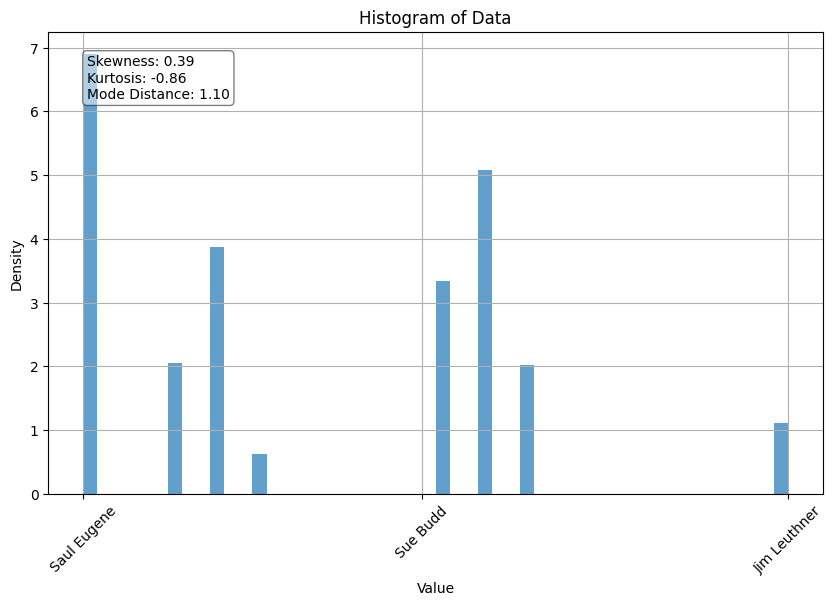 Histogram of Data
Skewness: 0.39
Kurtosis: -0.86
Mode Distance: 1.10
7
6
5
4
3
2
1
0
Density
Saul Eugene
Sue Budd
Jim Leuthner
Value